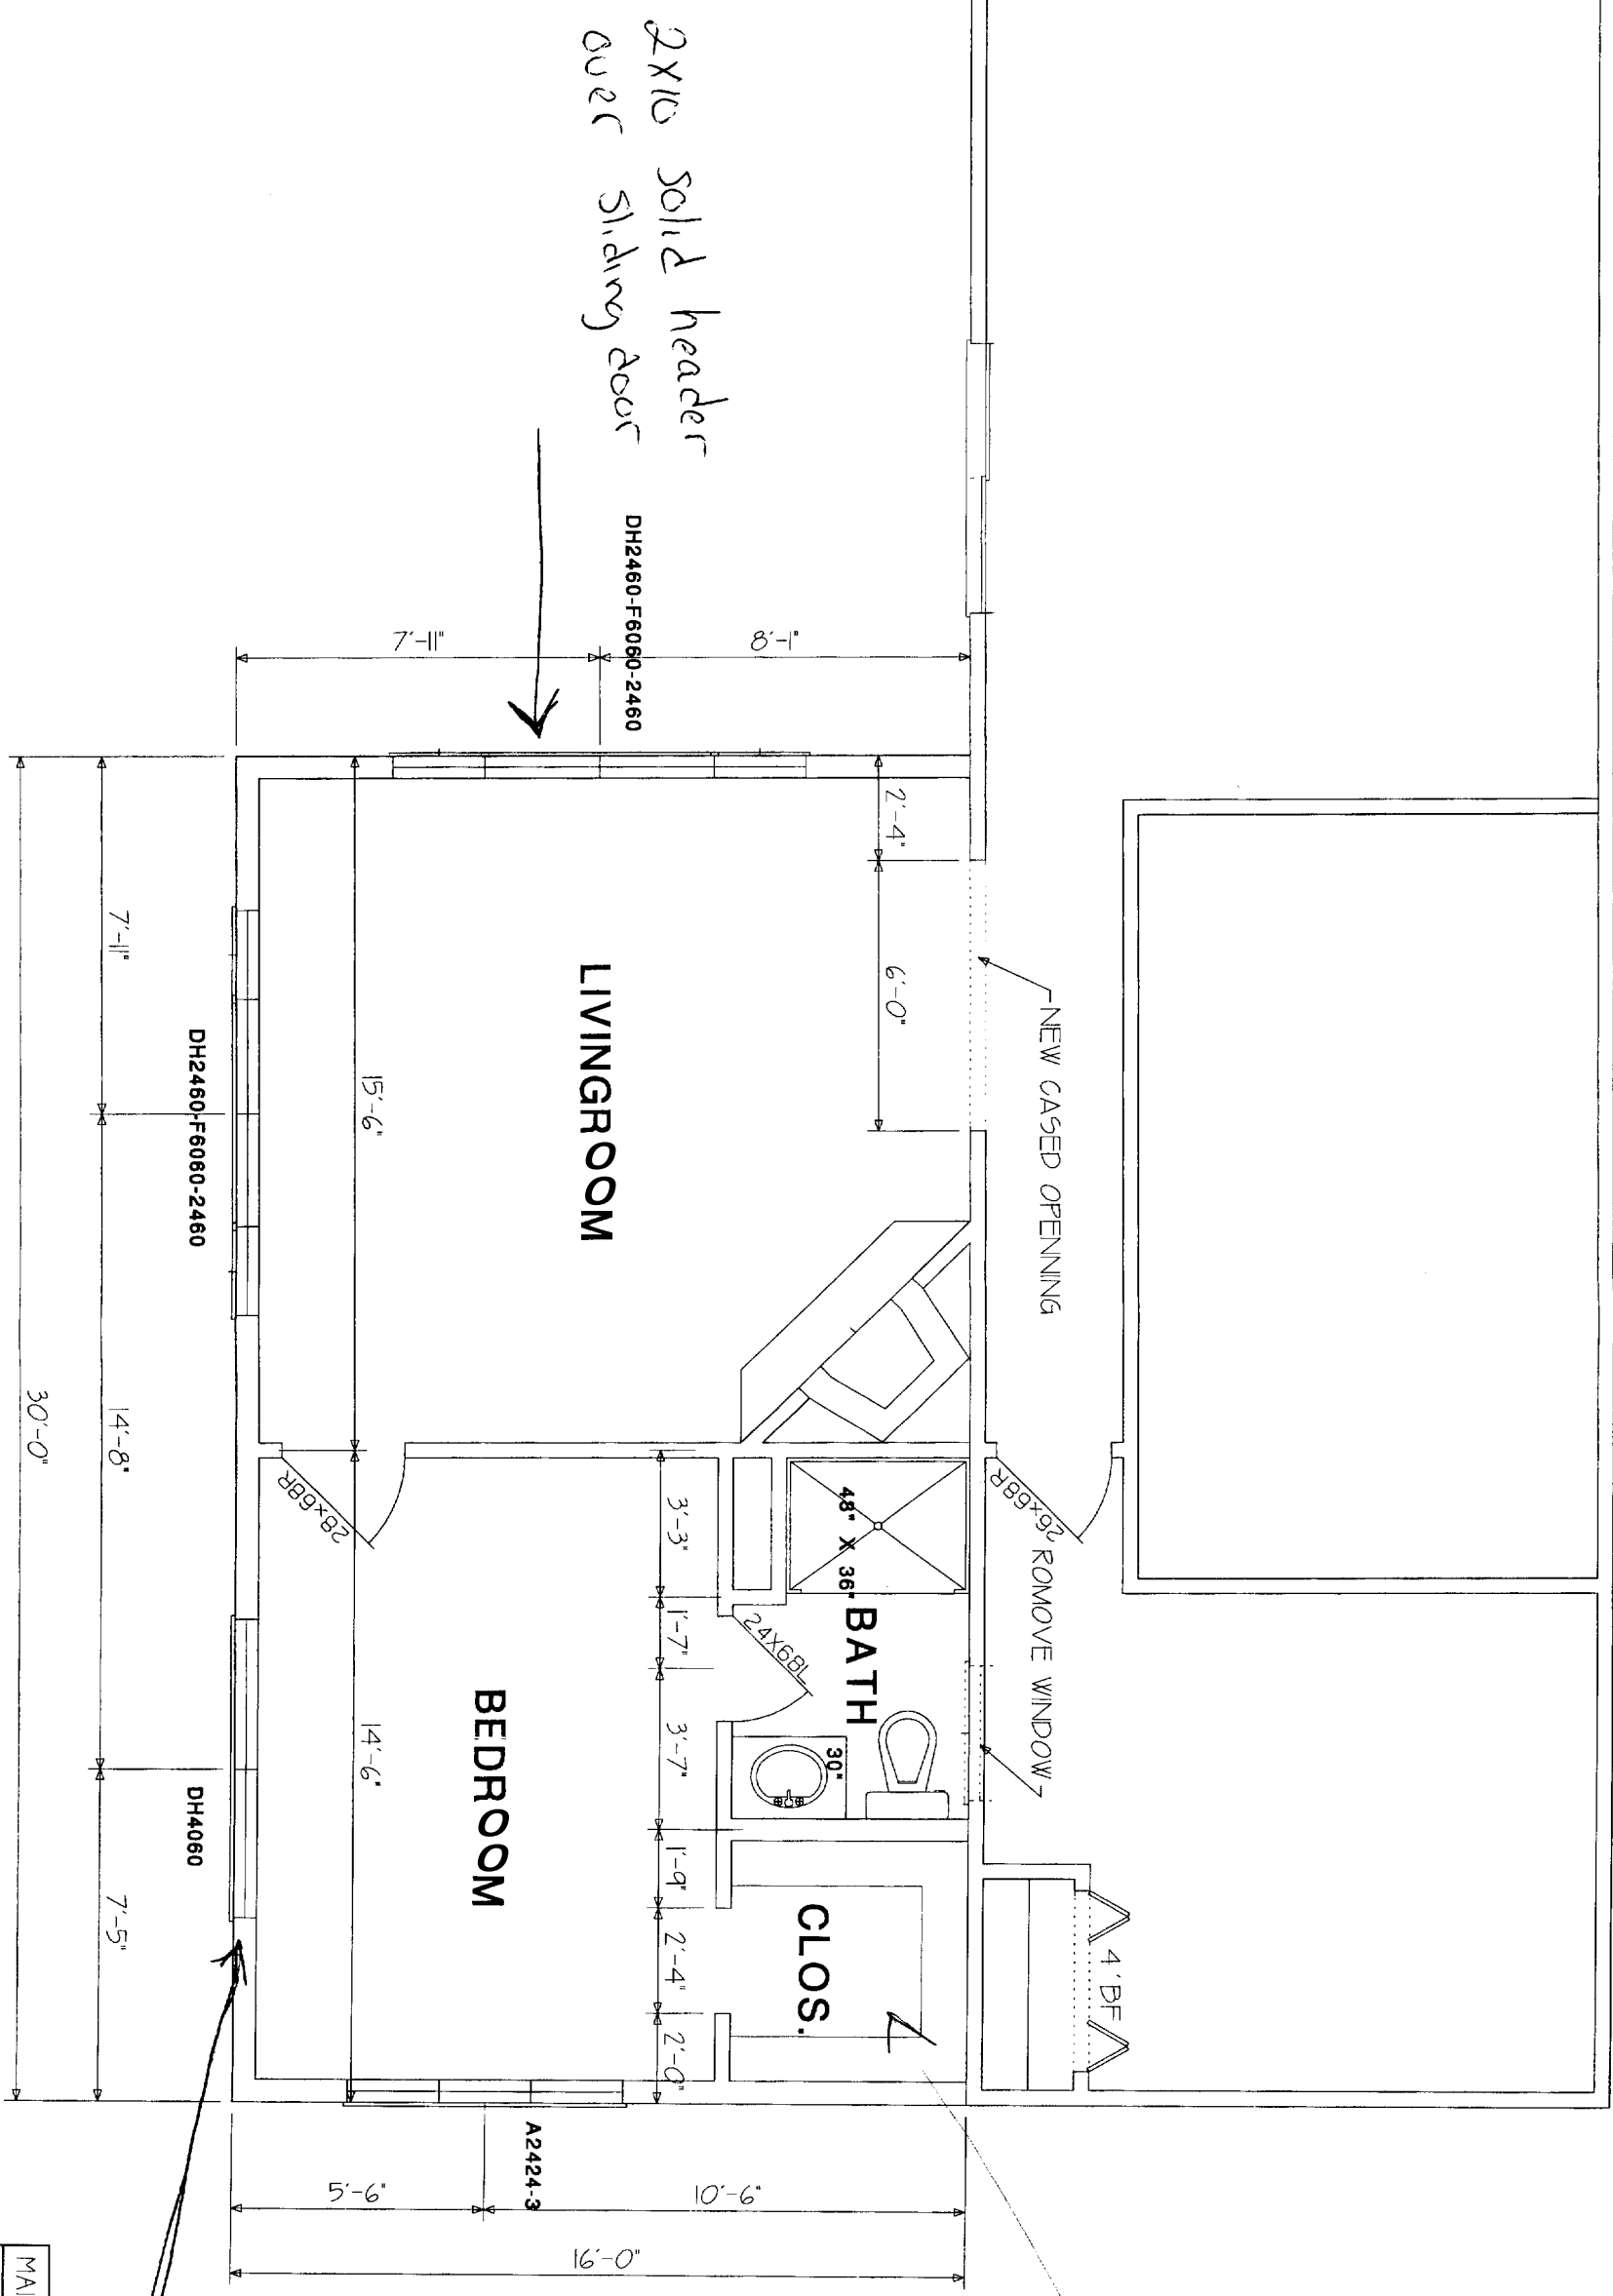 2x10 solid header
over sliding door
DH2460-F6060-2460
7'-11"
8'-1"
2'-4"
6'-0"
NEW CASED OPENNING
LIVINGROOM
15'-6"
7'-11"
DH2460-F6060-2460
14'-8"
30'-0"
28x68R
26x68R
ROMOVE WINDOW
48" X 36"
BATH
24X68L
30"
3'-3"
1'-7"
3'-7"
1'-9"
2'-4"
2'-0"
BEDROOM
14'-6"
CLOS.
4'BF
DH4060
7'-5"
A2424-3
5'-6"
10'-6"
16'-0"
MA